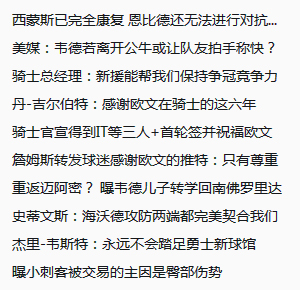 西蒙斯已完全康复 恩比德还无法进行对抗...
美媒：韦德若离开公牛或让队友拍手称快？
骑士总经理：新援能帮我们保持争冠竞争力
丹-吉尔伯特：感谢欧文在骑士的这六年
骑士官宣得到IT等三人+首轮签并祝福欧文
詹姆斯转发球迷感谢欧文的推特：只有尊重
重返迈阿密？ 曝韦德儿子转学回南佛罗里达
史蒂文斯：海沃德攻防两端都完美契合我们
杰里-韦斯特：永远不会踏足勇士新球馆
曝小刺客被交易的主因是臀部伤势